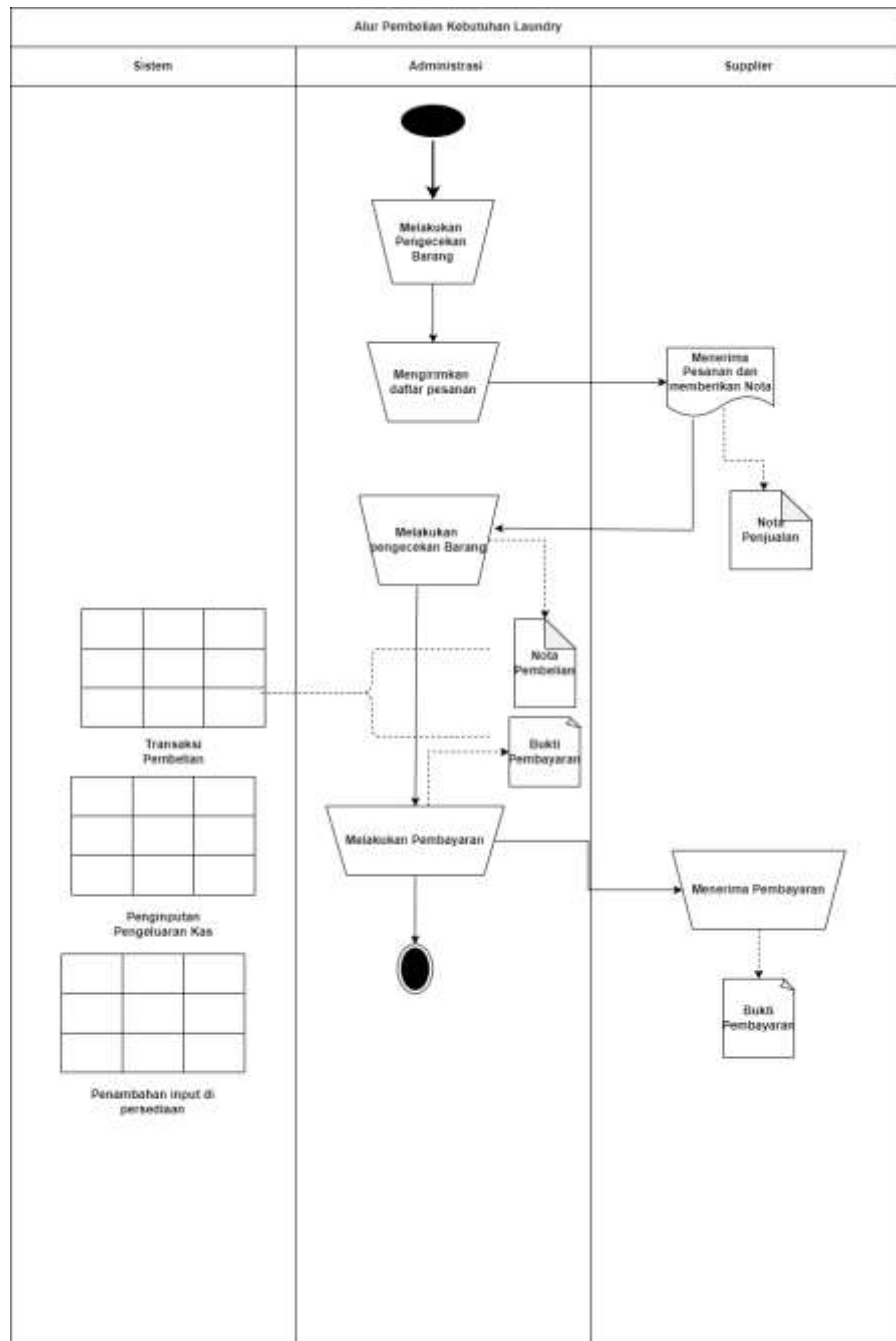 Alur Pembelian Kebutuhan Laundry
Sistem
Administrasi
Supplier
Melakukan
Pengecekan
Barang
Mengirimkan
daftar pesanan
Menerima
Pesanan dan
memberikan Nota
Nota
Penjualan
Melakukan
pengecekan Barang
Nota
Pembelian
Transaksi
Pembelian
Bukti
Pembayaran
Melakukan Pembayaran
Menerima Pembayaran
Penginputan
Pengeluaran Kas
Bukti
Pembayaran
Penambahan input di
persediaan